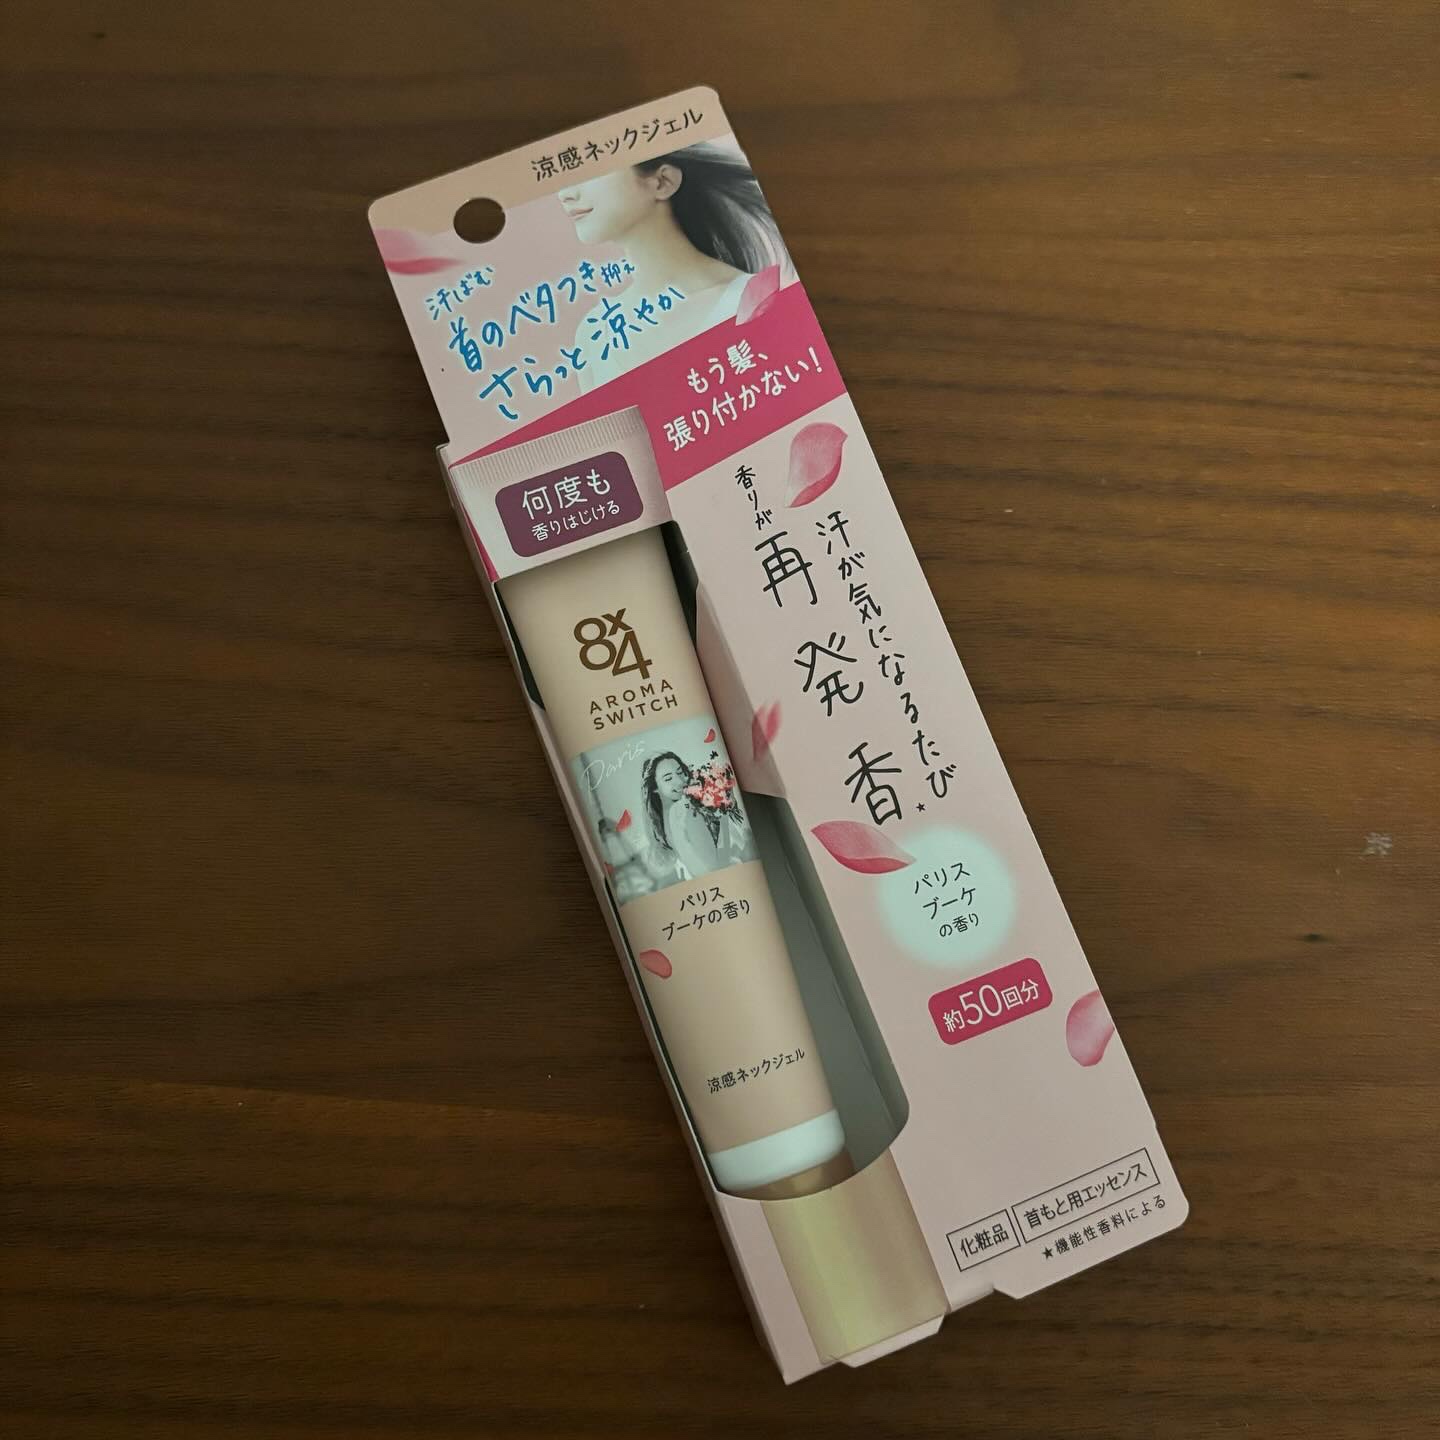 涼感ネックジェル
汗ばむ
首のベタつき抑え
さらっと涼やか
もう髪、
張り付かない!
何度も
香りはじける
汗が気になるたび
香りが再発香★
8x4
AROMA
SWITCH
Paris
パリス
ブーケの香り
涼感ネックジェル
パリス
ブーケ
の香り
約50回分
化粧品 首もと用エッセンス
★機能性香料による